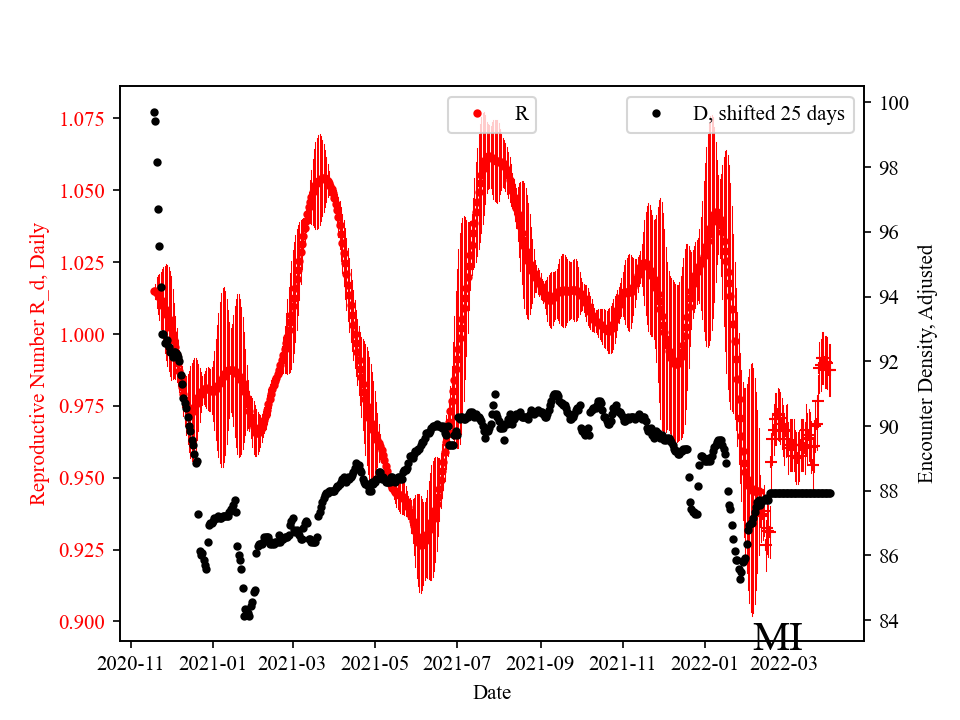 R
D, shifted 25 days
1.075
1.050
1.025
1.000
0.975
0.950
0.925
0.900
Reproductive Number R_d, Daily
100
98
96
94
92
90
88
86
84
Encounter Density, Adjusted
MI
2020-11 2021-01 2021-03 2021-05 2021-07 2021-09 2021-11 2022-01 2022-03
Date